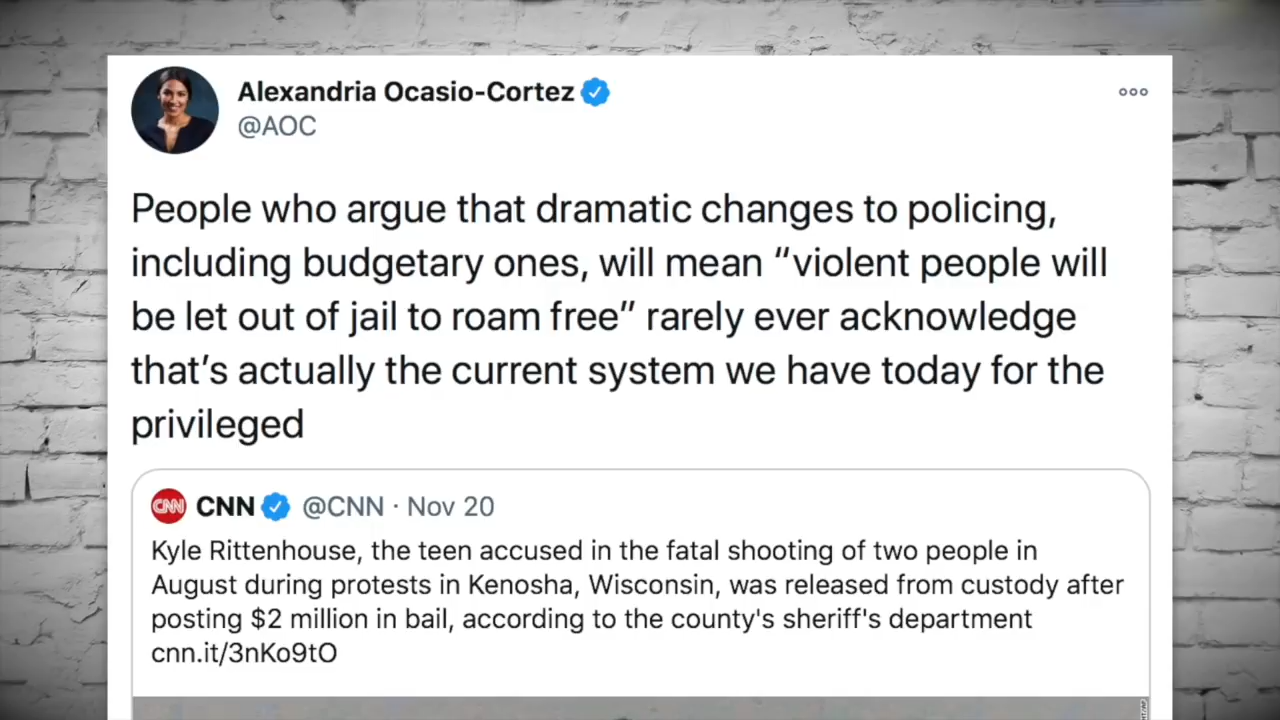 Alexandria Ocasio-Cortez
@AOC
People who argue that dramatic changes to policing,
including budgetary ones, will mean “violent people will
be let out of jail to roam free” rarely ever acknowledge
that’s actually the current system we have today for the
privileged
CNN
CNN @CNN · Nov 20
Kyle Rittenhouse, the teen accused in the fatal shooting of two people in
August during protests in Kenosha, Wisconsin, was released from custody after
posting $2 million in bail, according to the county's sheriff's department
cnn.it/3nKo9tO